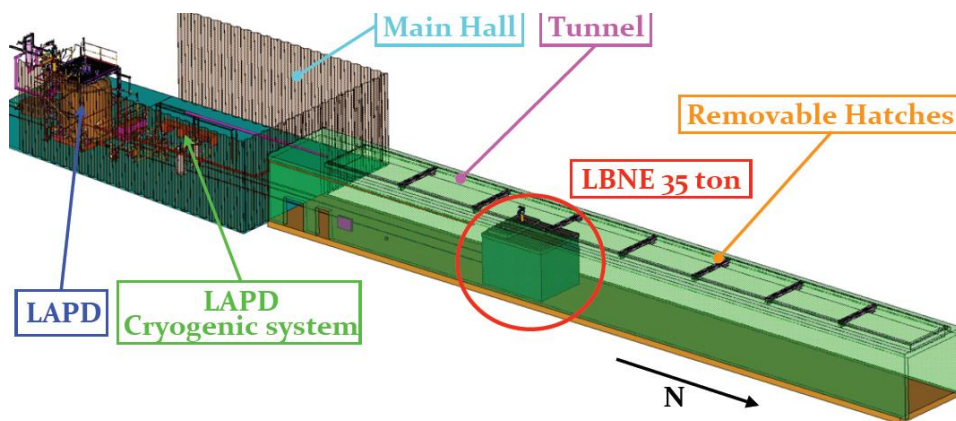 Main Hall
Tunnel
Removable Hatches
LBNE 35 ton
LAPD
LAPD
Cryogenic system
N